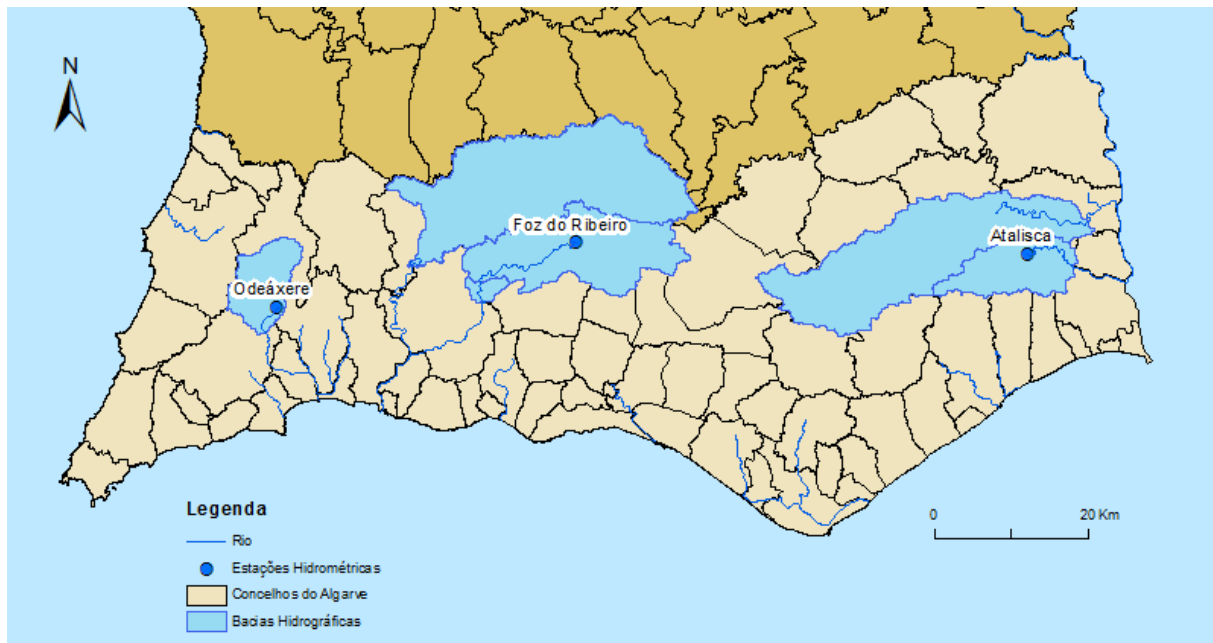 N
Foz do Ribeiro
Atalisca
Odeáxere
Legenda
Rio
Estações Hidrométricas
Concelhos do Algarve
Bacias Hidrográficas
0 20 Km